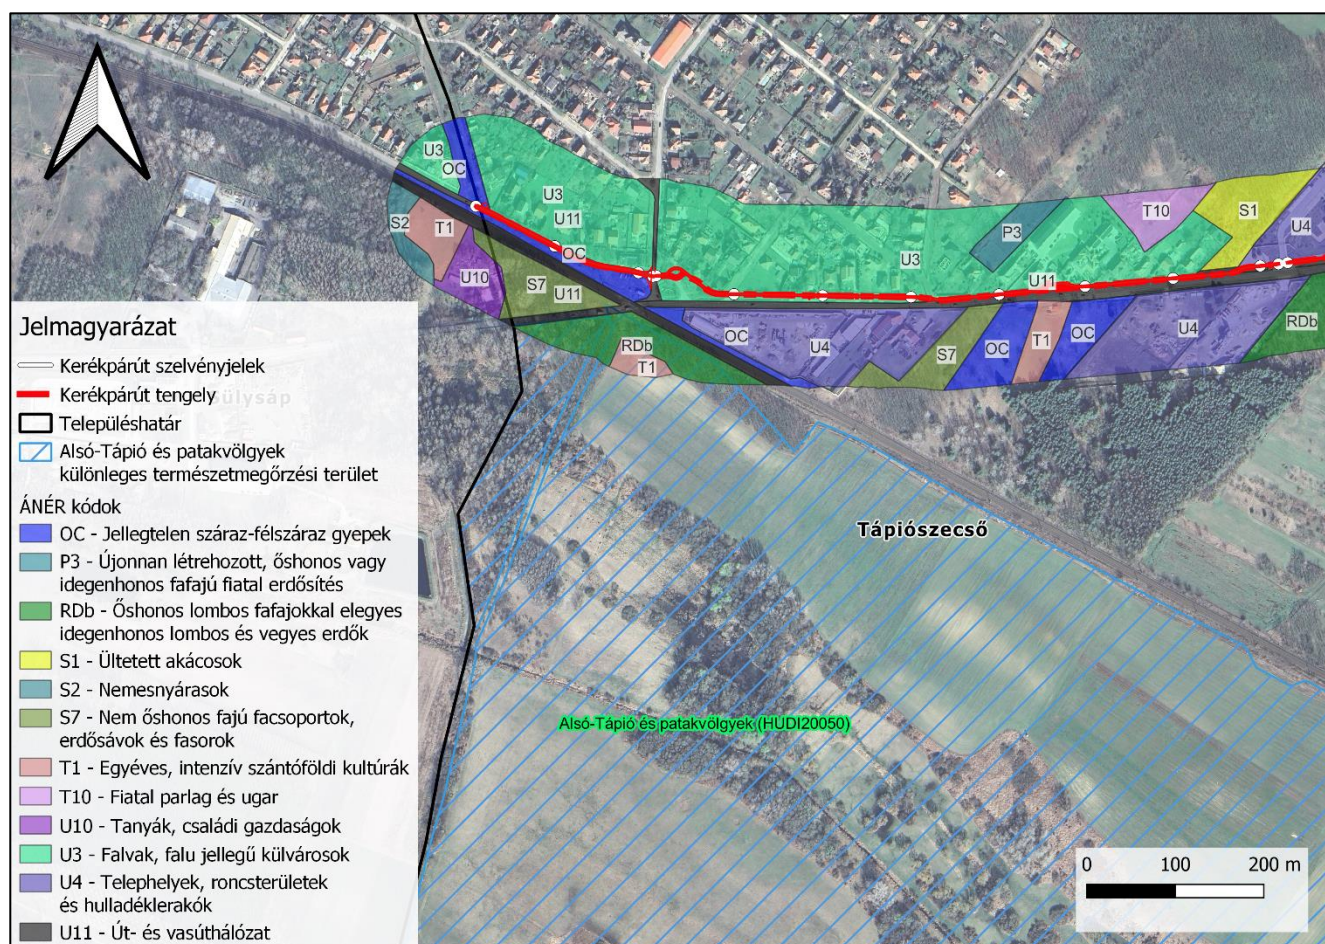 U3
OC
U3
U11
OC
S2
T1
U10
S7
U11
P3
T10
S1
U4
U3
U11
OC
U4
S7
OC
T1
OC
U4
RDb
RDb
T1
Jelmagyarázat
Kerékpárút szelvényjelek
Kerékpárút tengely
Településhatár
Alsó-Tápió és patakvölgyek
különleges természetmegőrzési terület
ÁNÉR kódok
OC - Jellegtelen száraz-félszáraz gyepek
P3 - Újonnan létrehozott, őshonos vagy
idegenhonos fafajú fiatal erdősítés
RDb - Őshonos lombos fafajokkal elegyes
idegenhonos lombos és vegyes erdők
S1 - Ültetett akácosok
S2 - Nemesnyárasok
S7 - Nem őshonos fajú facsoportok,
erdősávok és fasorok
T1 - Egyéves, intenzív szántóföldi kultúrák
T10 - Fiatal parlag és ugar
U10 - Tanyák, családi gazdaságok
U3 - Falvak, falu jellegű külvárosok
U4 - Telephelyek, roncsterületek
és hulladéklerakók
U11 - Út- és vasúthálózat
Sülysáp
Tápiószecső
Alsó-Tápió és patakvölgyek (HUDI20050)
0 100 200 m